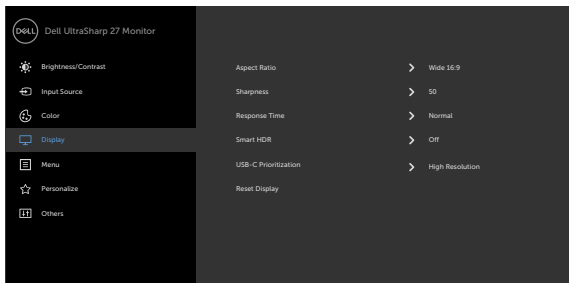 DELL Dell UltraSharp 27 Monitor
Brightness/Contrast
Input Source
Color
Display
Menu
Personalize
Others
Aspect Ratio Wide 16:9
Sharpness 50
Response Time Normal
Smart HDR Off
USB-C Prioritization High Resolution
Reset Display